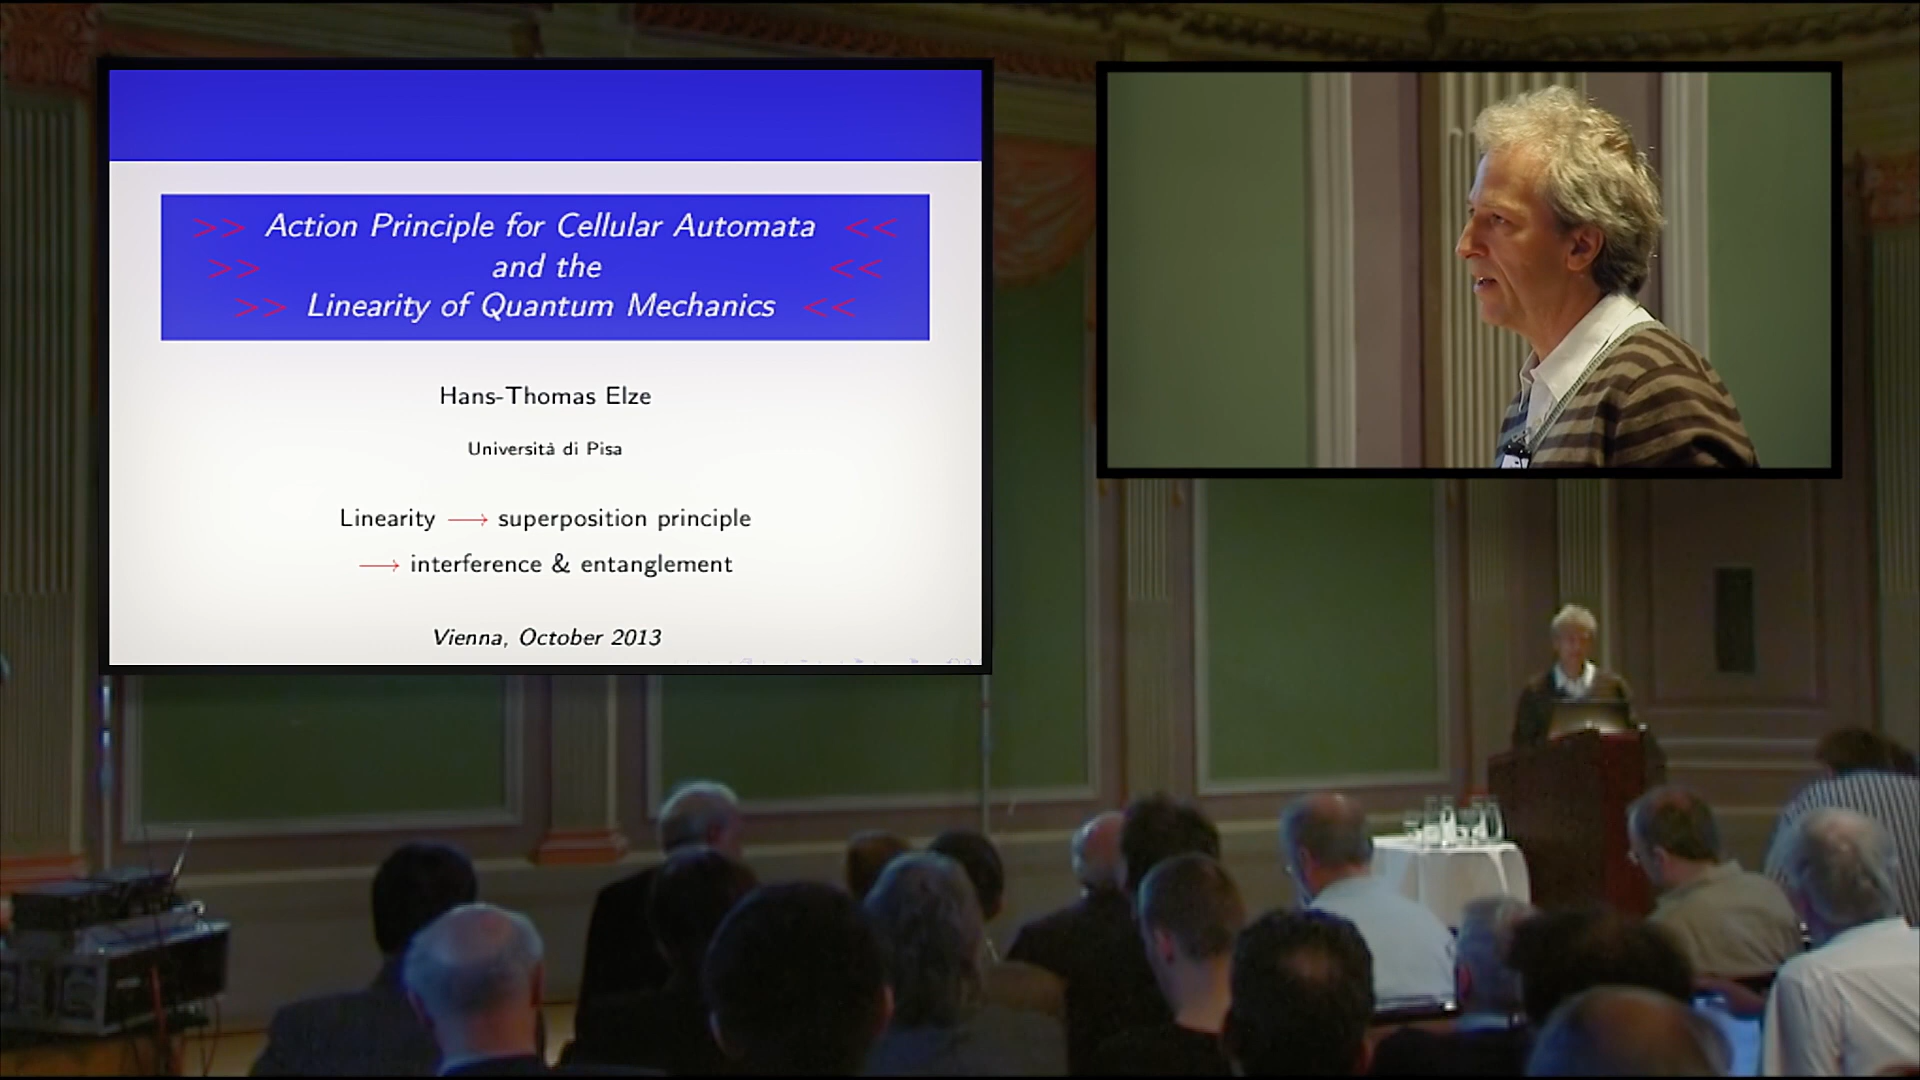 >> Action Principle for Cellular Automata <<
>> and the <<
>> Linearity of Quantum Mechanics <<
Hans-Thomas Elze
Università di Pisa
Linearity ⟶ superposition principle
⟶ interference & entanglement
Vienna, October 2013